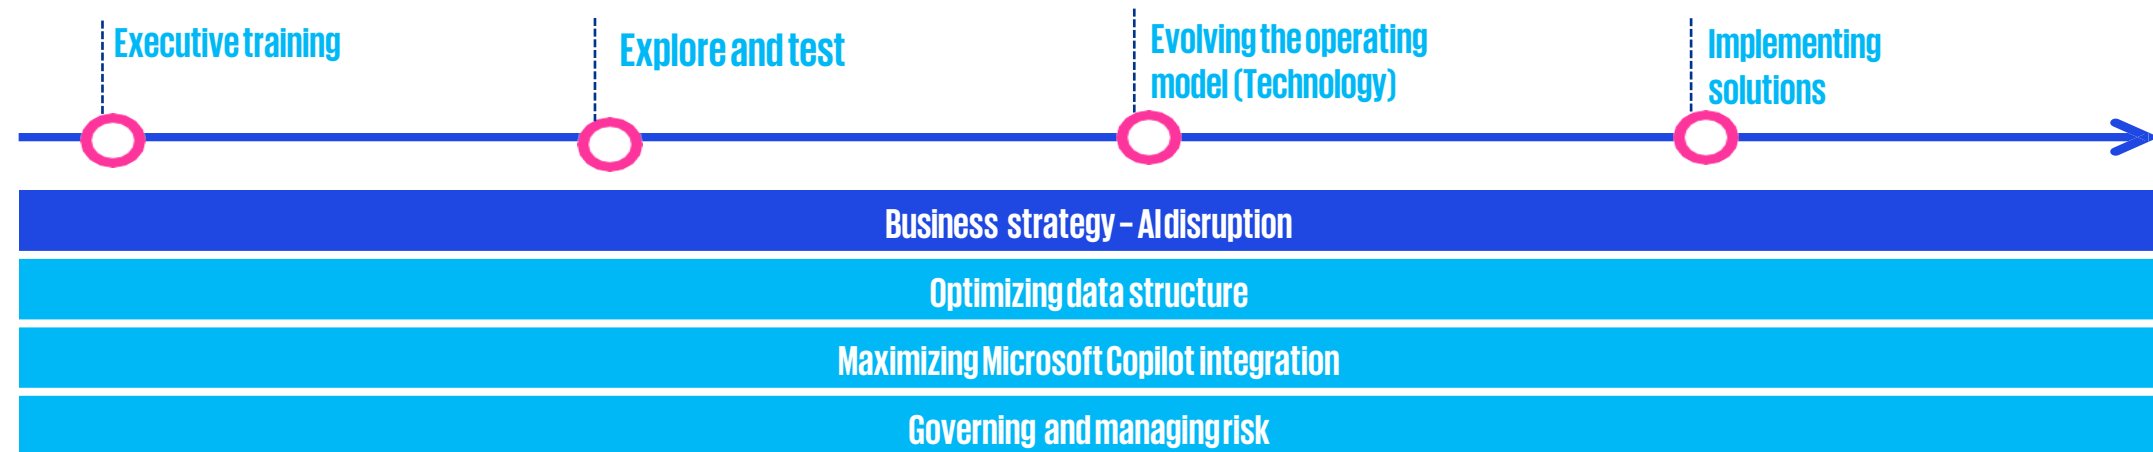 Executive training
Explore and test
Evolving the operating
model (Technology)
Implementing
solutions
Business strategy – AI disruption
Optimizing data structure
Maximizing Microsoft Copilot integration
Governing and managing risk